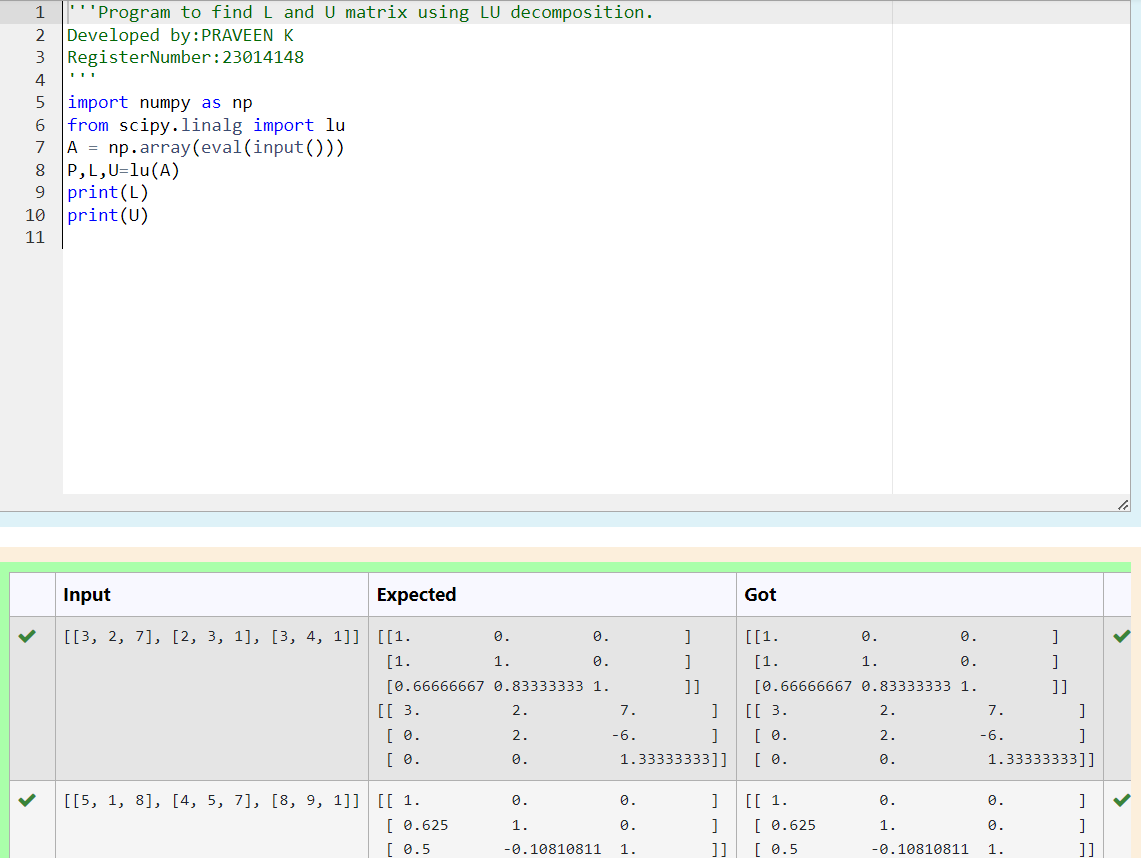 1 '''Program to find L and U matrix using LU decomposition.
2 Developed by:PRAVEEN K
3 RegisterNumber:23014148
4 '''
5 import numpy as np
6 from scipy.linalg import lu
7 A = np.array(eval(input()))
8 P,L,U=lu(A)
9 print(L)
10 print(U)
11
Input Expected Got
[[3, 2, 7], [2, 3, 1], [3, 4, 1]] [[1. 0. 0. ] [[1. 0. 0. ]
[1. 1. 0. ] [1. 1. 0. ]
[0.66666667 0.83333333 1. ]] [0.66666667 0.83333333 1. ]]
[[ 3. 2. 7. ] [[ 3. 2. 7. ]
[ 0. 2. -6. ] [ 0. 2. -6. ]
[ 0. 0. 1.33333333]] [ 0. 0. 1.33333333]]
[[5, 1, 8], [4, 5, 7], [8, 9, 1]] [[ 1. 0. 0. ] [[ 1. 0. 0. ]
[ 0.625 1. 0. ] [ 0.625 1. 0. ]
[ 0.5 -0.10810811 1. ]] [ 0.5 -0.10810811 1. ]]